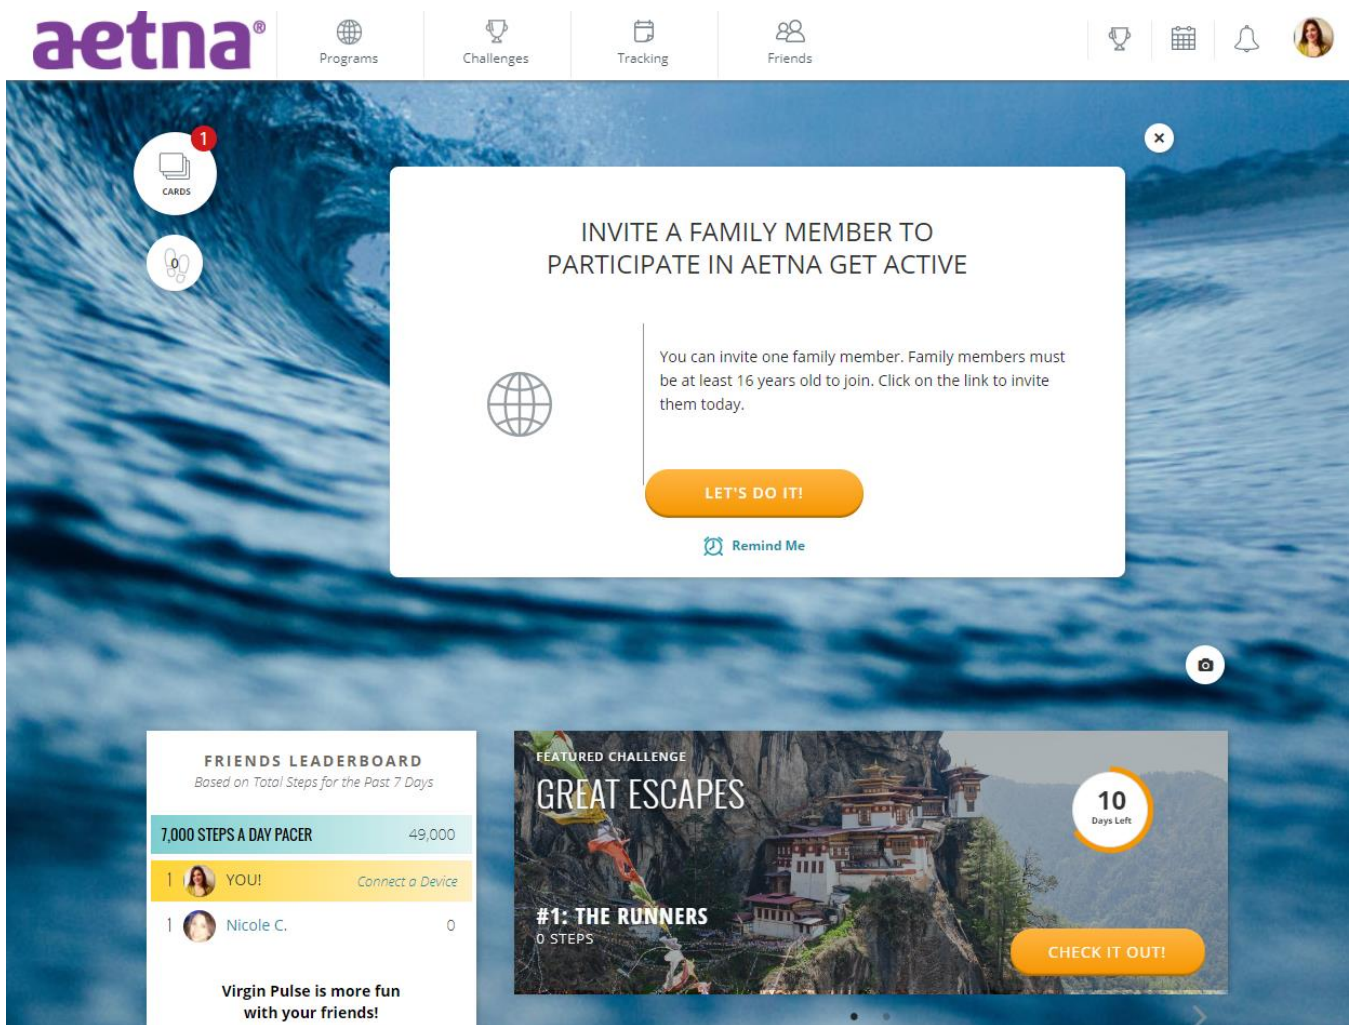 aetna®
Programs
Challenges
Tracking
Friends
1
CARDS
0
INVITE A FAMILY MEMBER TO
PARTICIPATE IN AETNA GET ACTIVE
You can invite one family member. Family members must
be at least 16 years old to join. Click on the link to invite
them today.
LET'S DO IT!
Remind Me
FRIENDS LEADERBOARD
Based on Total Steps for the Past 7 Days
7,000 STEPS A DAY PACER 49,000
1 YOU! Connect a Device
1 Nicole C. 0
Virgin Pulse is more fun
with your friends!
FEATURED CHALLENGE
GREAT ESCAPES
10
Days Left
#1: THE RUNNERS
0 STEPS
CHECK IT OUT!